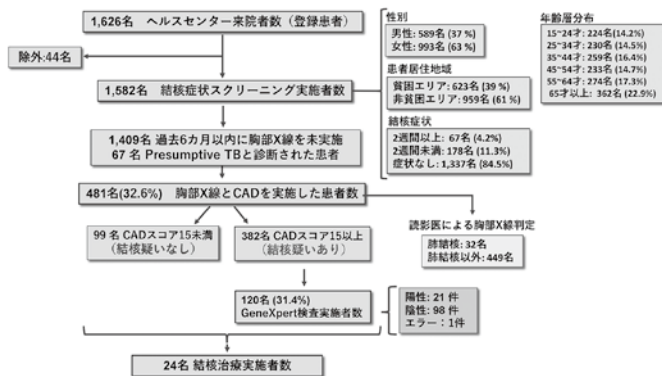 1,626名 ヘルスセンター来院者数（登録患者）
除外:44名
1,582名 結核症状スクリーニング実施者数
1,409名 過去6カ月以内に胸部X線を未実施
67名 Presumptive TBと診断された患者
481名(32.6%) 胸部X線とCADを実施した患者数
99名 CADスコア15未満
(結核疑いなし)
382名 CADスコア15以上
(結核疑いあり)
120名 (31.4%)
GeneXpert検査実施者数
24名 結核治療実施者数
性別
男性: 589名 (37 %)
女性: 993名 (63 %)
患者居住地域
貧困エリア: 623名 (39 %)
非貧困エリア: 959名 (61 %)
結核症状
2週間以上: 67名 (4.2%)
2週間未満: 178名 (11.3%)
症状なし: 1,337名 (84.5%)
年齢層分布
15~24才: 224名 (14.2%)
25~34才: 230名 (14.5%)
35~44才: 259名 (16.4%)
45~54才: 233名 (14.7%)
55~64才: 274名 (17.3%)
65才以上: 362名 (22.9%)
読影医による胸部X線判定
肺結核: 32名
肺結核以外: 449名
陽性: 21 件
陰性: 98 件
エラー：1件